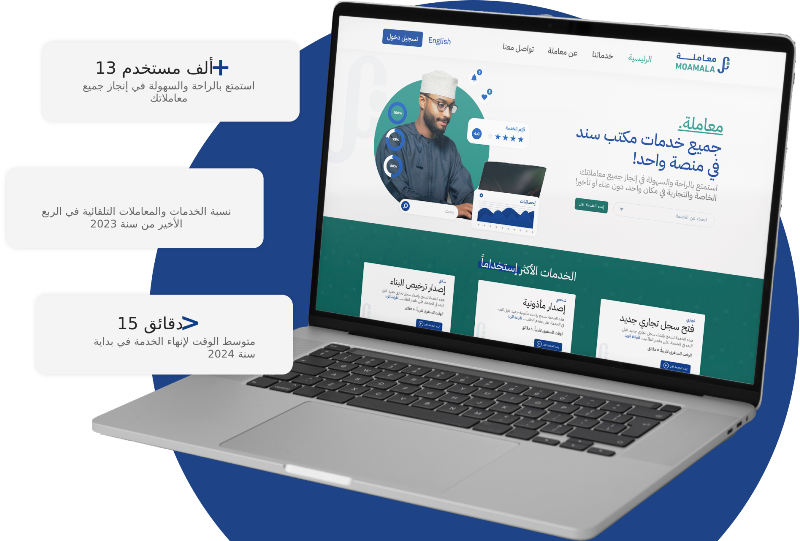 +ألف مستخدم 13
استمتع بالراحة والسهولة في إنجاز جميع
معاملاتك
نسبة الخدمات والمعاملات التلقائية في الربع
الأخير من سنة 2023
>دقائق 15
متوسط الوقت لإنهاء الخدمة في بداية
سنة 2024
معاملة
MOAMALA
الرئيسية
خدماتنا
عن معاملة
تواصل معنا
English
تسجيل دخول
معاملة.
جميع خدمات مكتب سند
في منصة واحد!
استمتع بالراحة والسهولة في إنجاز جميع معاملاتك
الخاصة والتجارية في مكان واحد، دون عناء أو تأخير!
الخدمات الأكثر إستخداماً
فتح سجل تجاري جديد
إصدار مأذونية
إصدار ترخيص البناء